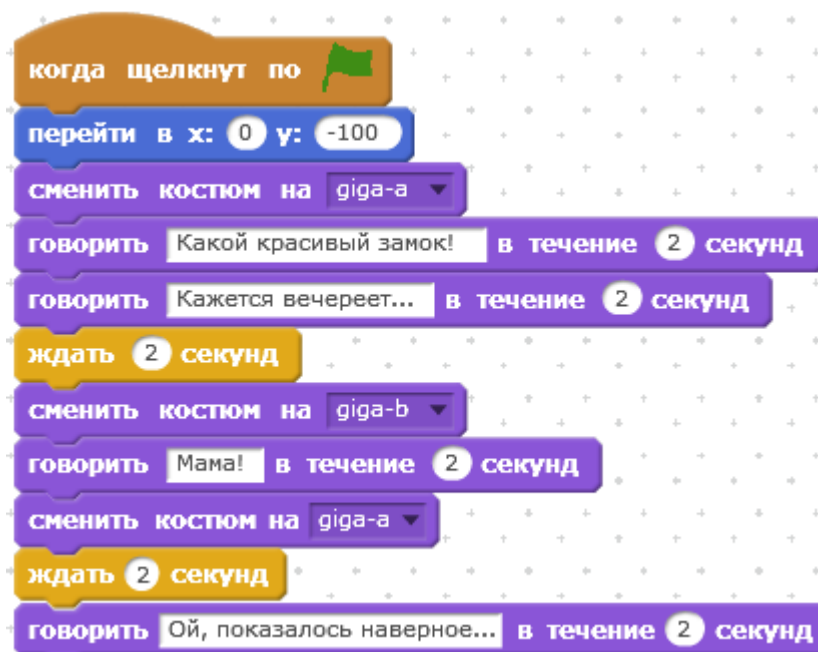 когда щелкнут по
перейти в x: 0 y: -100
сменить костюм на giga-a
говорить Какой красивый замок! в течение 2 секунд
говорить Кажется вечереет... в течение 2 секунд
ждать 2 секунд
сменить костюм на giga-b
говорить Мама! в течение 2 секунд
сменить костюм на giga-a
ждать 2 секунд
говорить Ой, показалось наверное... в течение 2 секунд